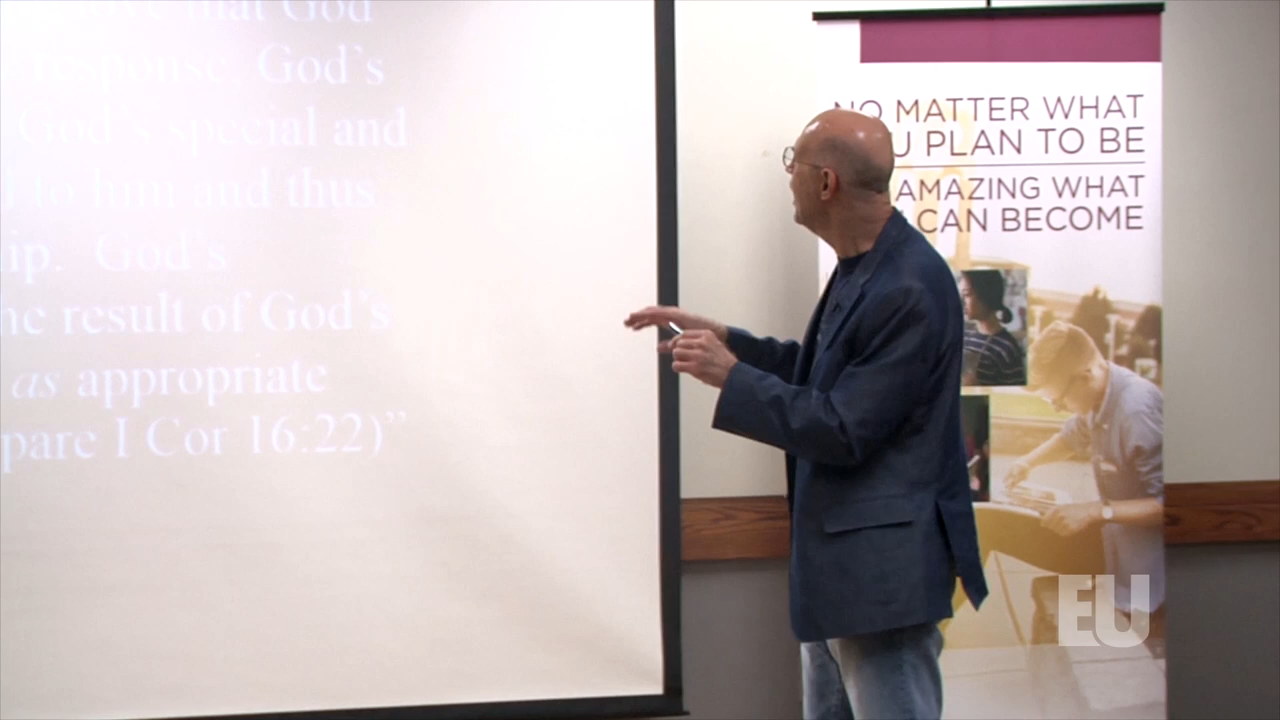 that God
response. God's
God's special and
to him and thus
ip. God's
he result of God's
as appropriate
pare I Cor 16:22)”
NO MATTER WHAT
U PLAN TO BE
AMAZING WHAT
CAN BECOME
EU